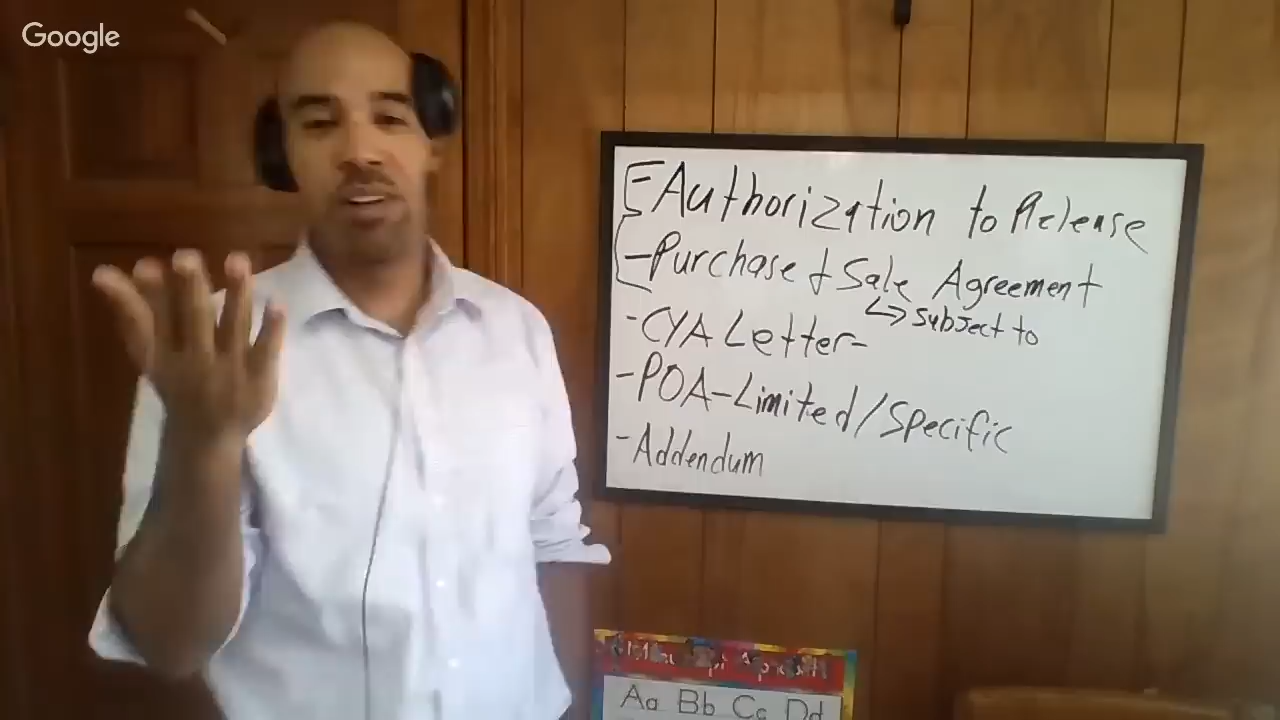 Google
-Authorization to Release
-Purchase & Sale Agreement
↳ subject to
-CYA Letter-
-POA-Limited/Specific
-Addendum
Aa Bb Cc Dd